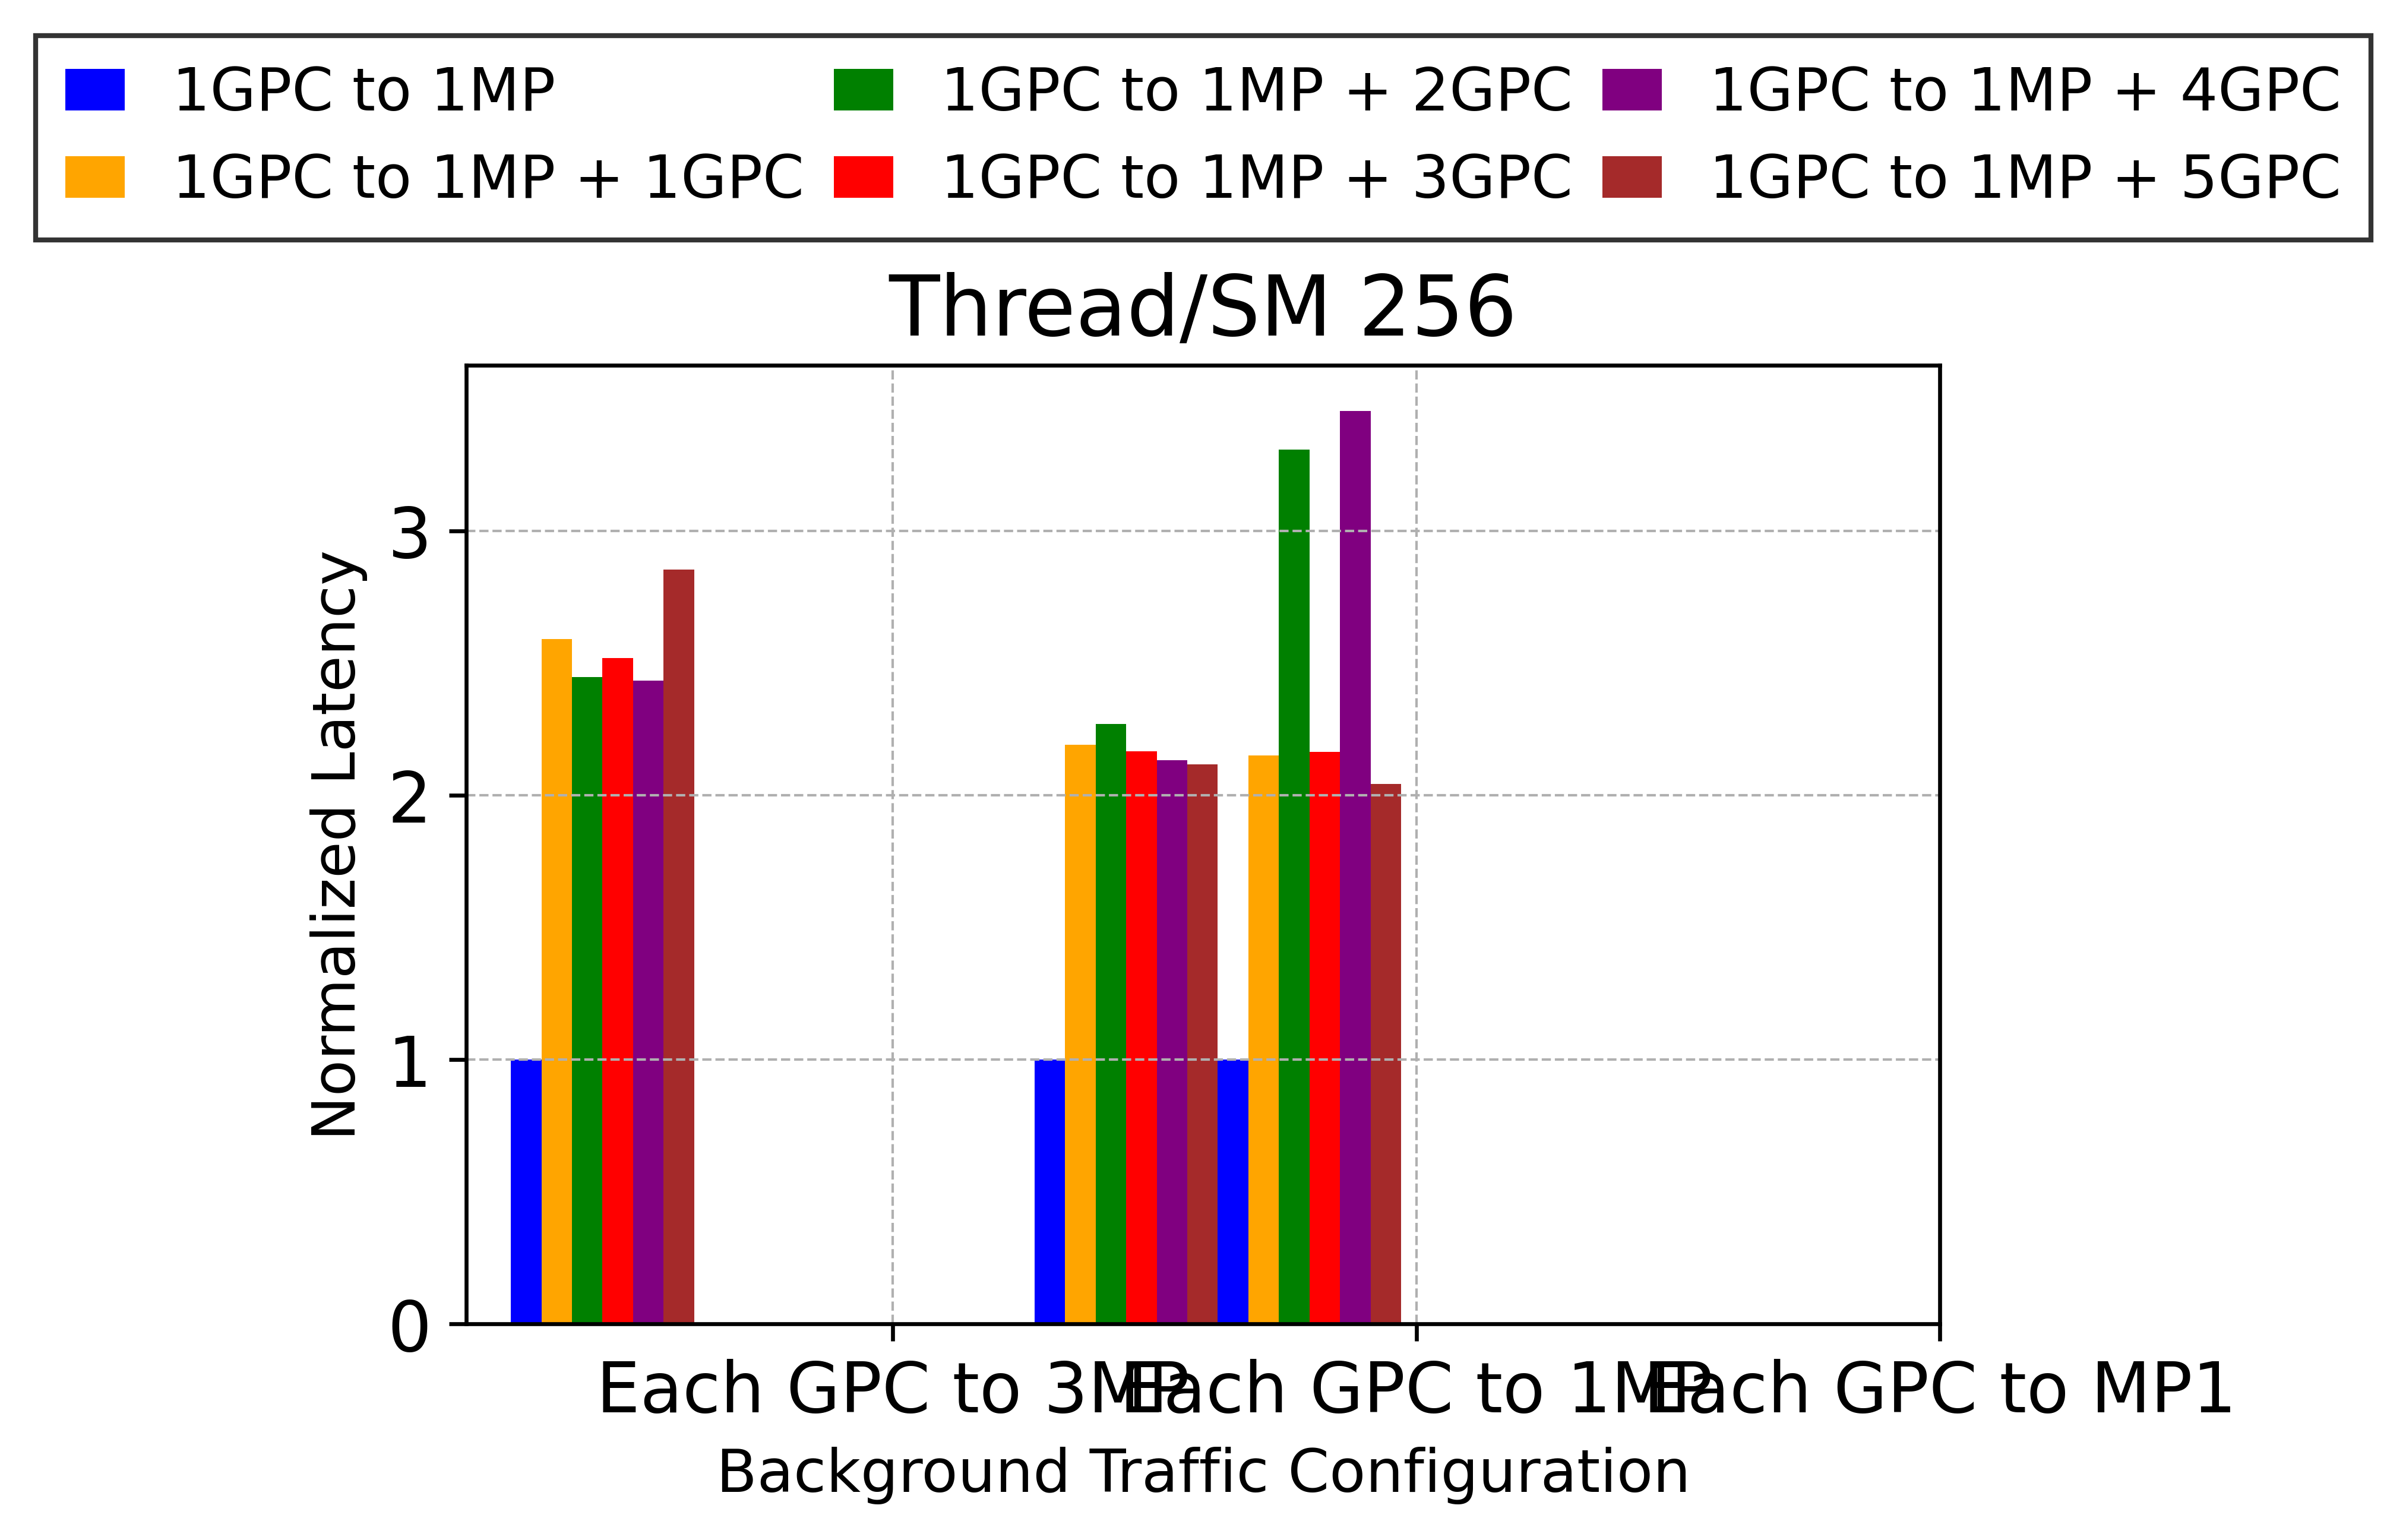 1GPC to 1MP
1GPC to 1MP + 1GPC
1GPC to 1MP + 2GPC
1GPC to 1MP + 3GPC
1GPC to 1MP + 4GPC
1GPC to 1MP + 5GPC
Thread/SM 256
Normalized Latency
3
2
1
0
Each GPC to 3MP
Each GPC to 1MP
Each GPC to MP1
Background Traffic Configuration